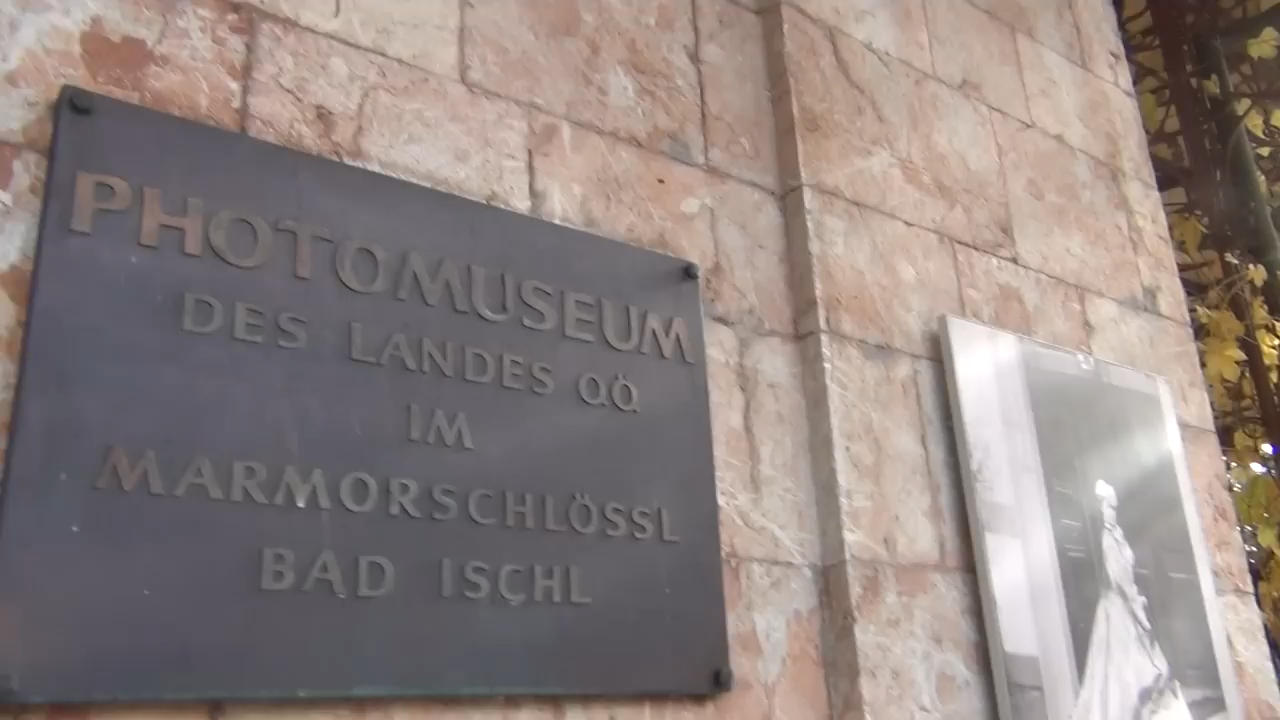 PHOTOMUSEUM
DES LANDES OÖ
IM
MARMORSCHLÖSSL
BAD ISCHL